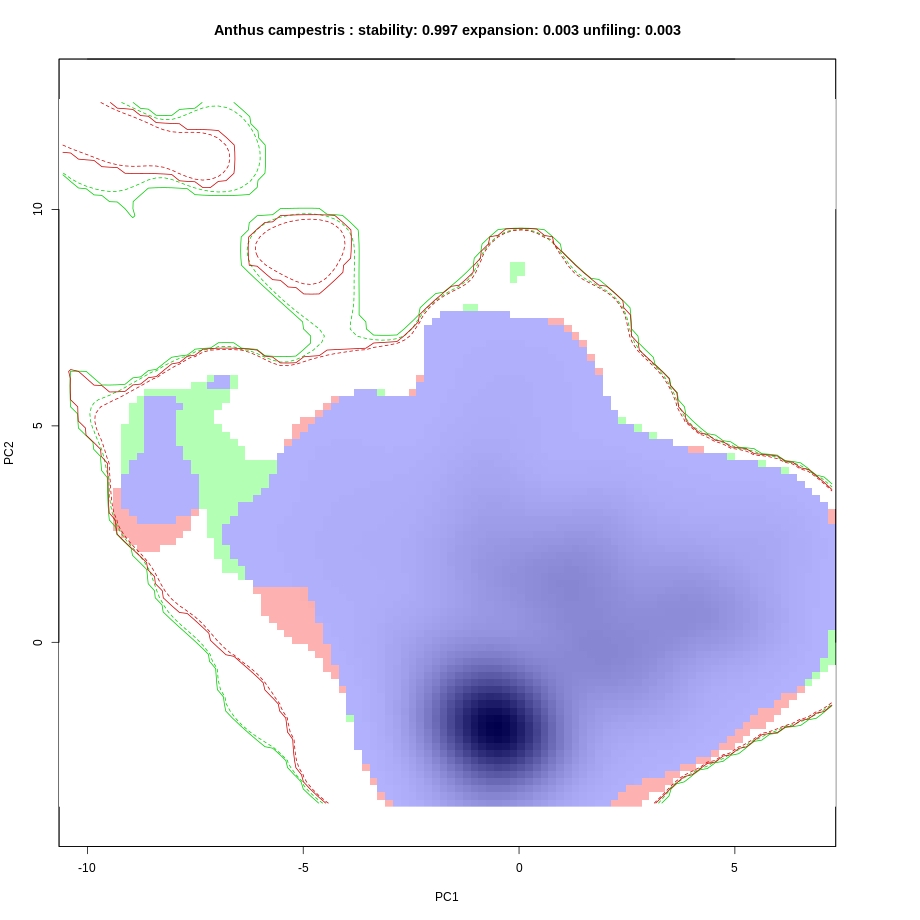 Anthus campestris : stability: 0.997 expansion: 0.003 unfiling: 0.003
10
5
0
PC2
-10 -5 0 5
PC1